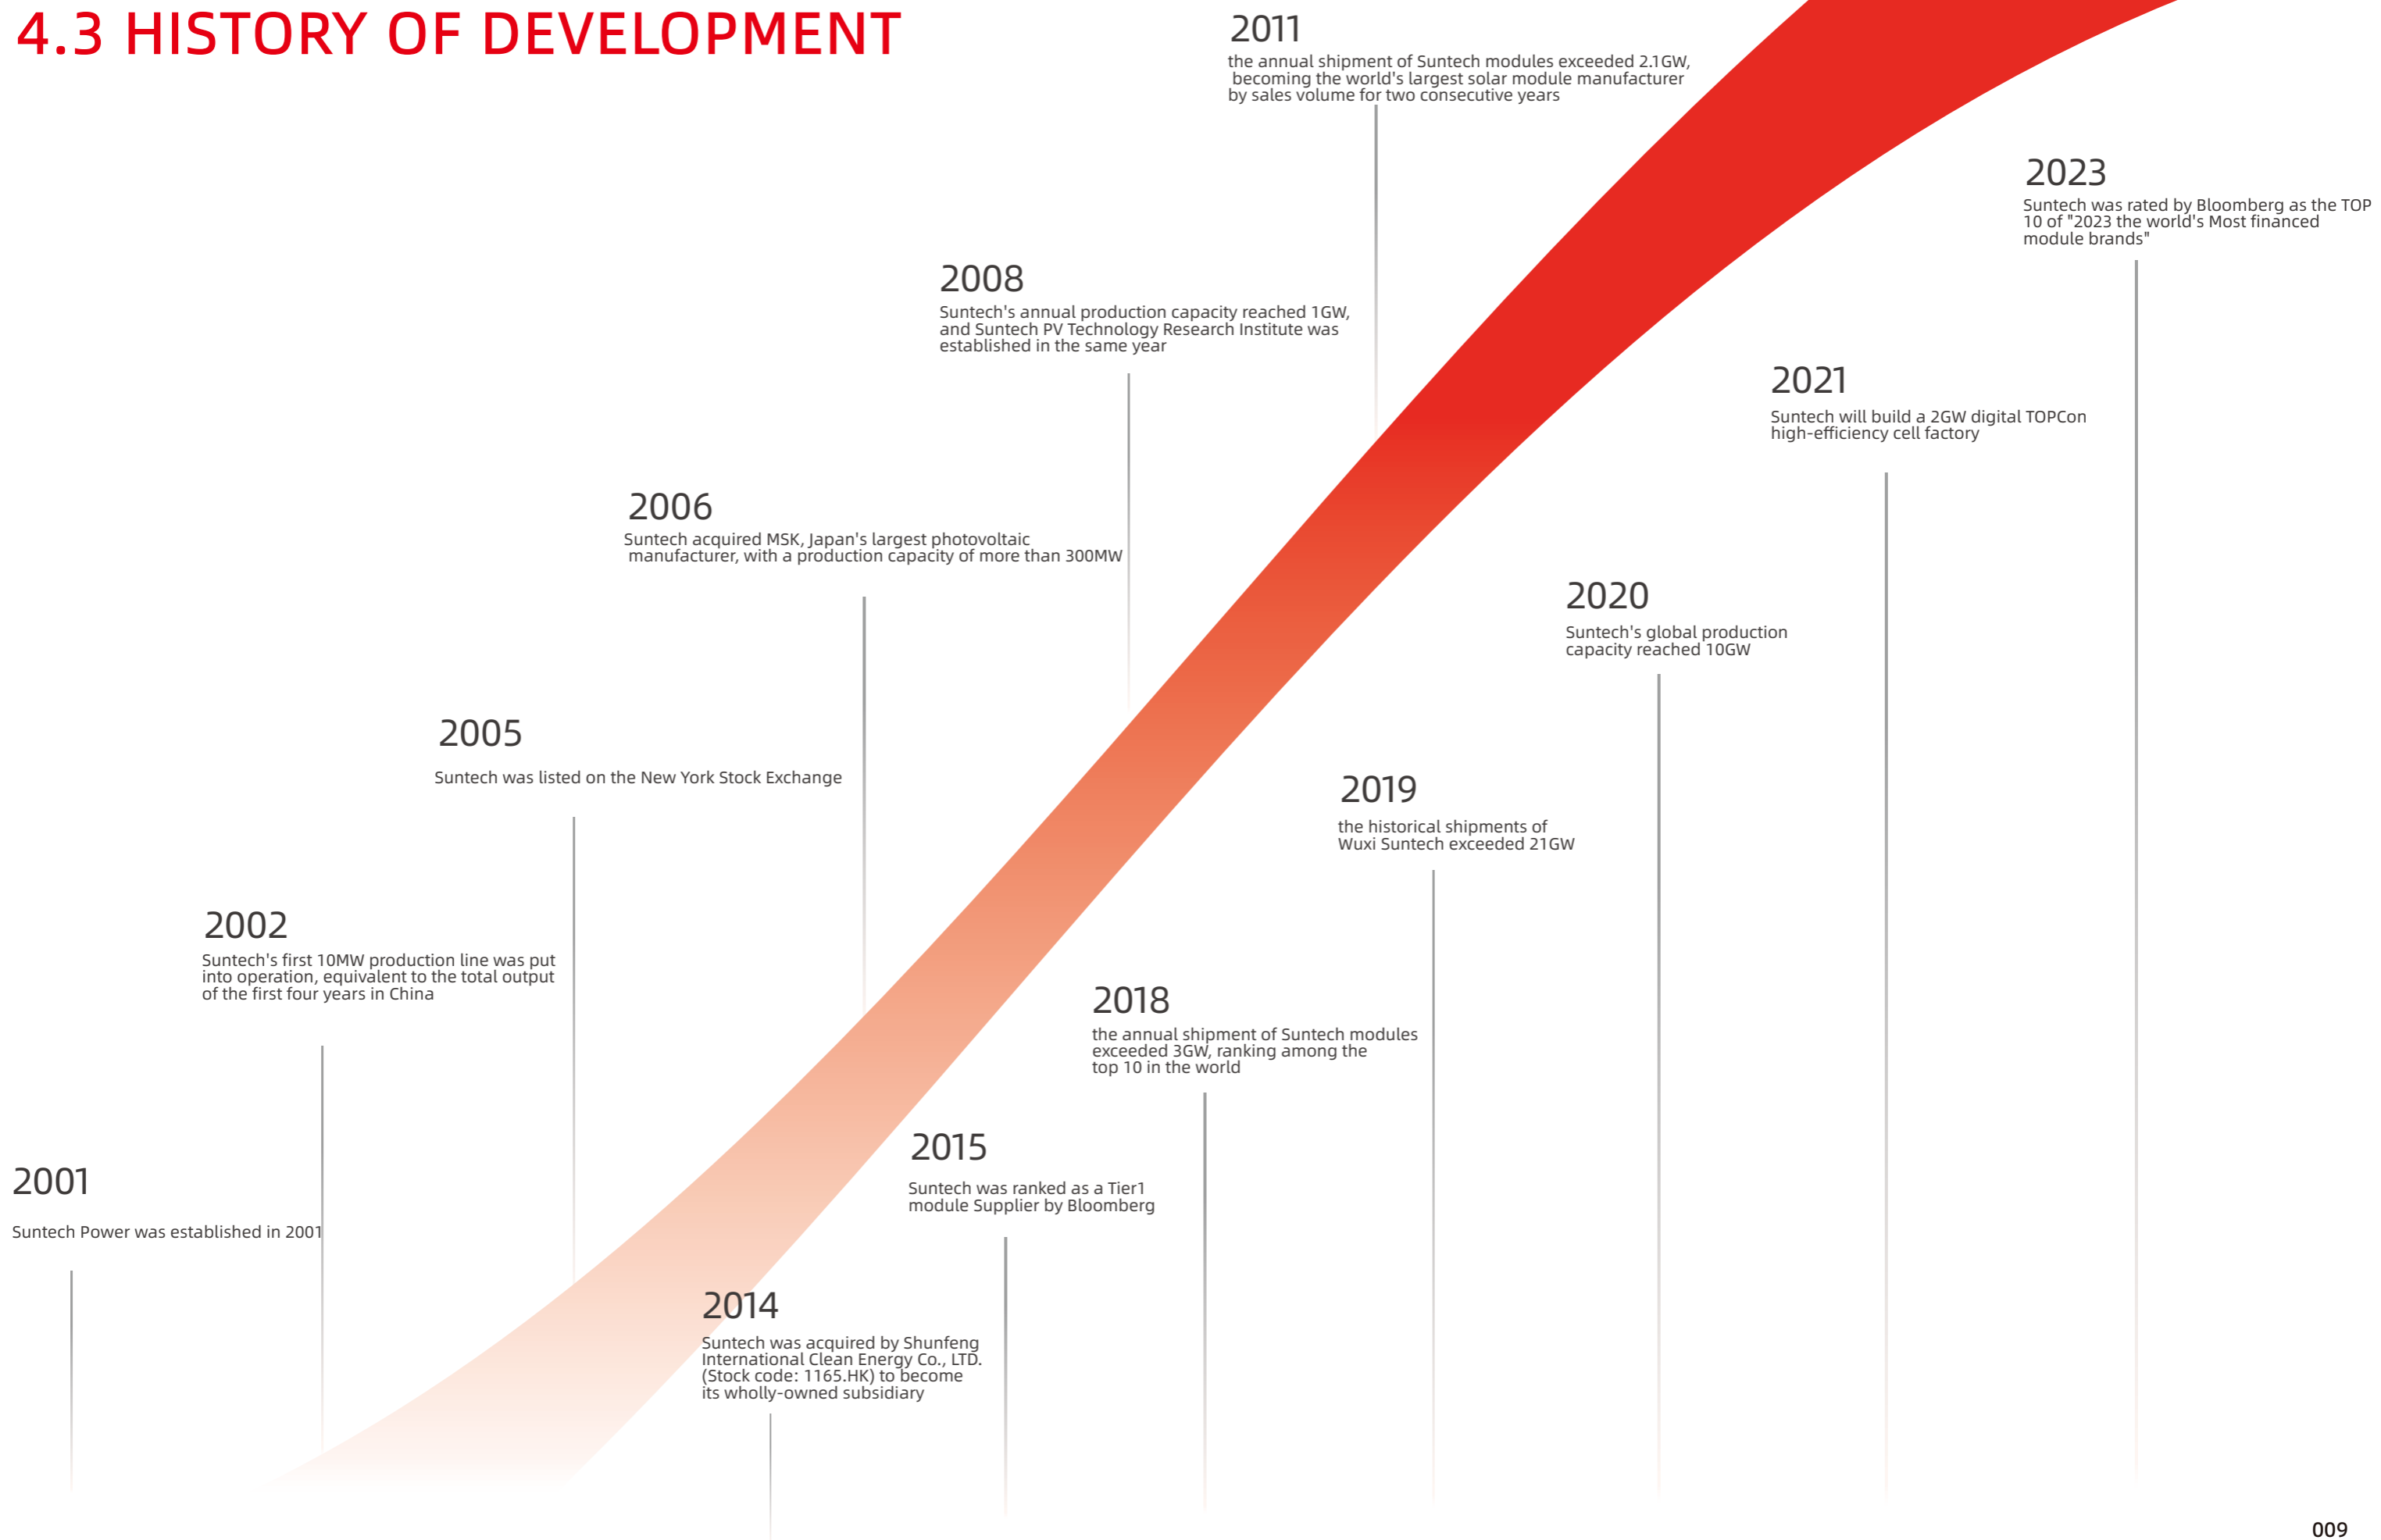 4.3 HISTORY OF DEVELOPMENT
2001
Suntech Power was established in 2001
2002
Suntech's first 10MW production line was put
into operation, equivalent to the total output
of the first four years in China
2005
Suntech was listed on the New York Stock Exchange
2006
Suntech acquired MSK, Japan's largest photovoltaic
manufacturer, with a production capacity of more than 300MW
2008
Suntech's annual production capacity reached 1GW,
and Suntech PV Technology Research Institute was
established in the same year
2011
the annual shipment of Suntech modules exceeded 2.1GW,
becoming the world's largest solar module manufacturer
by sales volume for two consecutive years
2014
Suntech was acquired by Shunfeng
International Clean Energy Co., LTD.
(Stock code: 1165.HK) to become
its wholly-owned subsidiary
2015
Suntech was ranked as a Tier1
module Supplier by Bloomberg
2018
the annual shipment of Suntech modules
exceeded 3GW, ranking among the
top 10 in the world
2019
the historical shipments of
Wuxi Suntech exceeded 21GW
2020
Suntech's global production
capacity reached 10GW
2021
Suntech will build a 2GW digital TOPCon
high-efficiency cell factory
2023
Suntech was rated by Bloomberg as the TOP
10 of "2023 the world's Most financed
module brands"
009